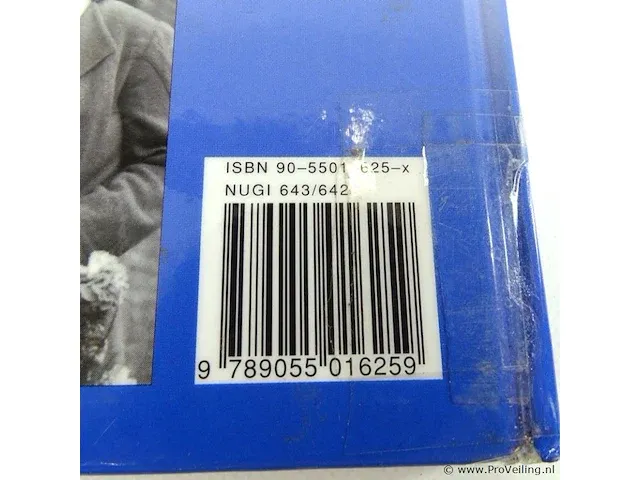 ISBN 90-5501-625-x
NUGI 643/642
9 789055 016259
© www.ProVeiling.nl